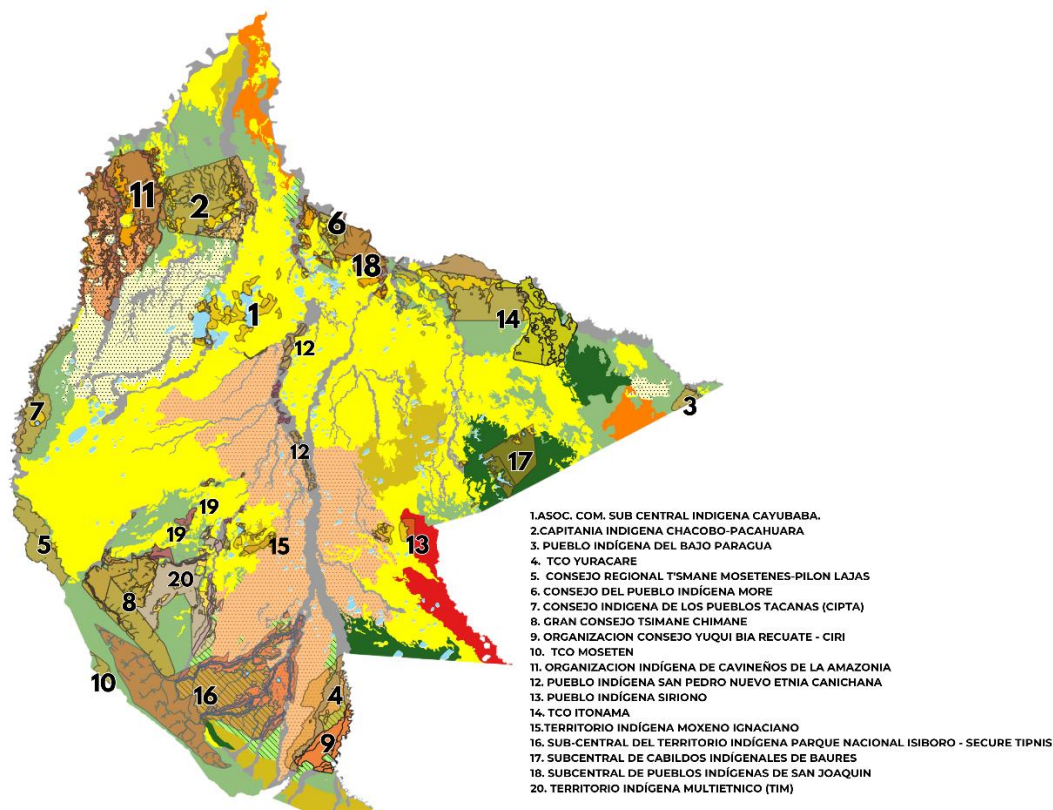 11
2
6
18
1
14
12
7
3
12
17
19
5
19
15
13
20
8
10
16
4
9
1.ASOC. COM. SUB CENTRAL INDIGENA CAYUBABA.
2.CAPITANIA INDIGENA CHACOBO-PACAHUARA
3. PUEBLO INDÍGENA DEL BAJO PARAGUA
4. TCO YURACARE
5. CONSEJO REGIONAL T'SMANE MOSETENES-PILON LAJAS
6. CONSEJO DEL PUEBLO INDÍGENA MORE
7. CONSEJO INDIGENA DE LOS PUEBLOS TACANAS (CIPTA)
8. GRAN CONSEJO TSIMANE CHIMANE
9. ORGANIZACION CONSEJO YUQUI BIA RECUATE - CIRI
10. TCO MOSETEN
11. ORGANIZACION INDÍGENA DE CAVINEÑOS DE LA AMAZONIA
12. PUEBLO INDÍGENA SAN PEDRO NUEVO ETNIA CANICHANA
13. PUEBLO INDÍGENA SIRIONO
14. TCO ITONAMA
15.TERRITORIO INDÍGENA MOXENO IGNACIANO
16. SUB-CENTRAL DEL TERRITORIO INDÍGENA PARQUE NACIONAL ISIBORO - SECURE TIPNIS
17. SUBCENTRAL DE CABILDOS INDÍGENALES DE BAURES
18. SUBCENTRAL DE PUEBLOS INDÍGENAS DE SAN JOAQUIN
20. TERRITORIO INDÍGENA MULTIETNICO (TIM)